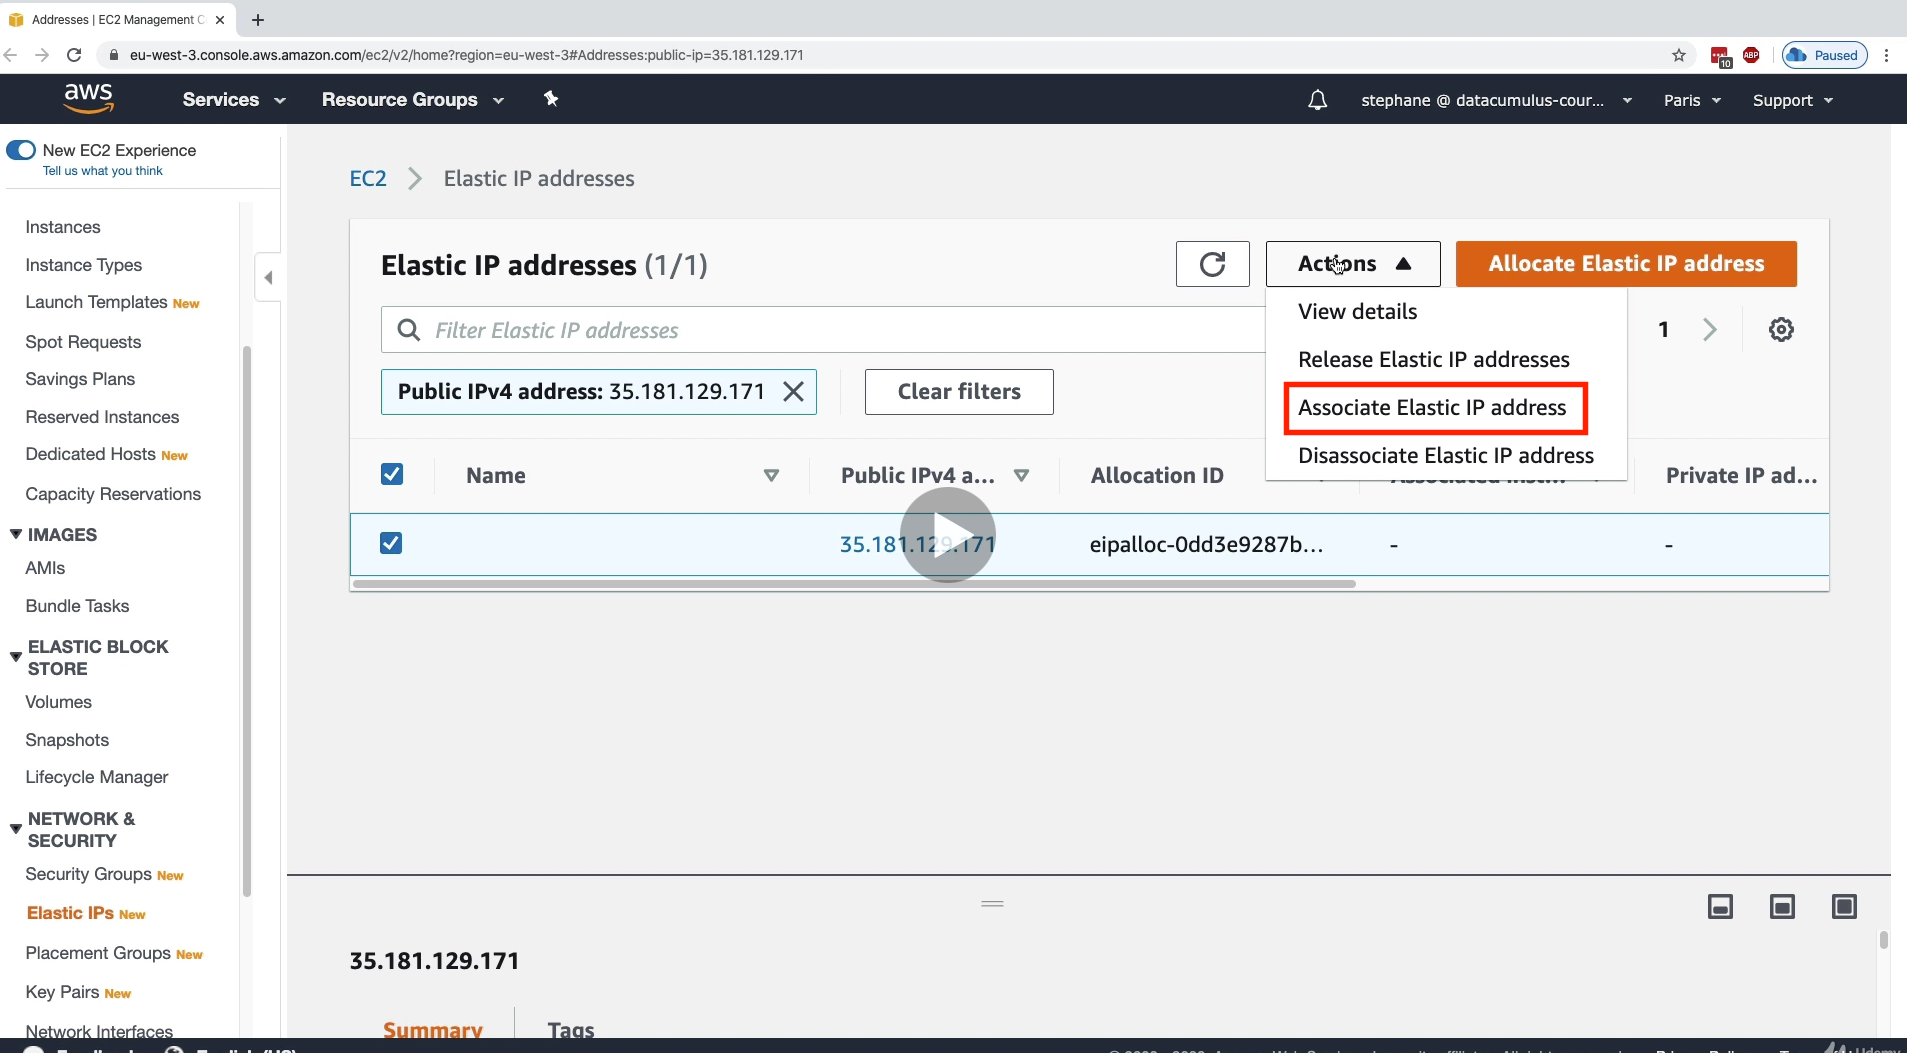 Addresses | EC2 Management C
eu-west-3.console.aws.amazon.com/ec2/v2/home?region=eu-west-3#Addresses:public-ip=35.181.129.171
10
ABP
Paused
aws
Services
Resource Groups
stephane @ datacumulus-cour...
Paris
Support
New EC2 Experience
Tell us what you think
Instances
Instance Types
Launch Templates New
Spot Requests
Savings Plans
Reserved Instances
Dedicated Hosts New
Capacity Reservations
IMAGES
AMIs
Bundle Tasks
ELASTIC BLOCK
STORE
Volumes
Snapshots
Lifecycle Manager
NETWORK &
SECURITY
Security Groups New
Elastic IPs New
Placement Groups New
Key Pairs New
Network Interfaces
EC2 > Elastic IP addresses
Elastic IP addresses (1/1)
Actions
Allocate Elastic IP address
View details
Release Elastic IP addresses
Associate Elastic IP address
Disassociate Elastic IP address
Filter Elastic IP addresses
1
Public IPv4 address: 35.181.129.171
Clear filters
Name
Public IPv4 a...
Allocation ID
Private IP ad...
35.181.129.171
eipalloc-0dd3e9287b...
-
-
35.181.129.171
Summary
Tags